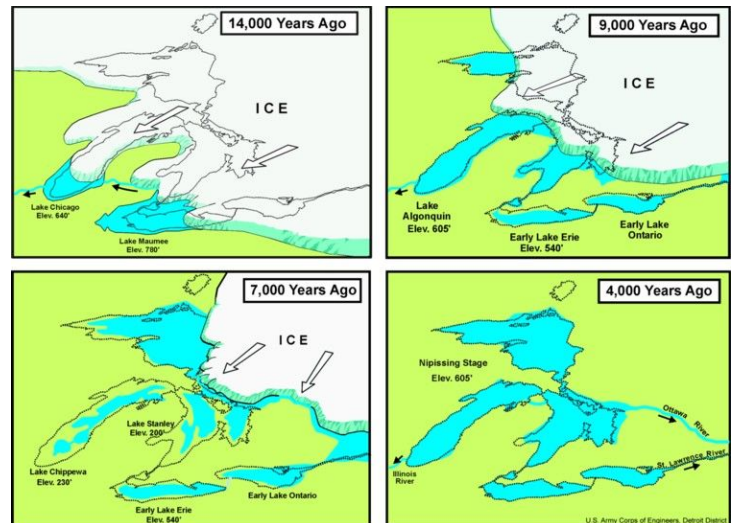 14,000 Years Ago
I C E
Lake Chicago
Elev. 640'
Lake Maumee
Elev. 780'
9,000 Years Ago
I C E
Lake
Algonquin
Elev. 605'
Early Lake Erie
Elev. 540'
Early Lake
Ontario
7,000 Years Ago
I C E
Lake Stanley
Elev. 200'
Lake Chippewa
Elev. 230'
Early Lake Erie
Elev. 540'
Early Lake Ontario
4,000 Years Ago
Nipissing Stage
Elev. 605'
Ottawa River
St. Lawrence River
Illinois
River
U.S. Army Corps of Engineers, Detroit District